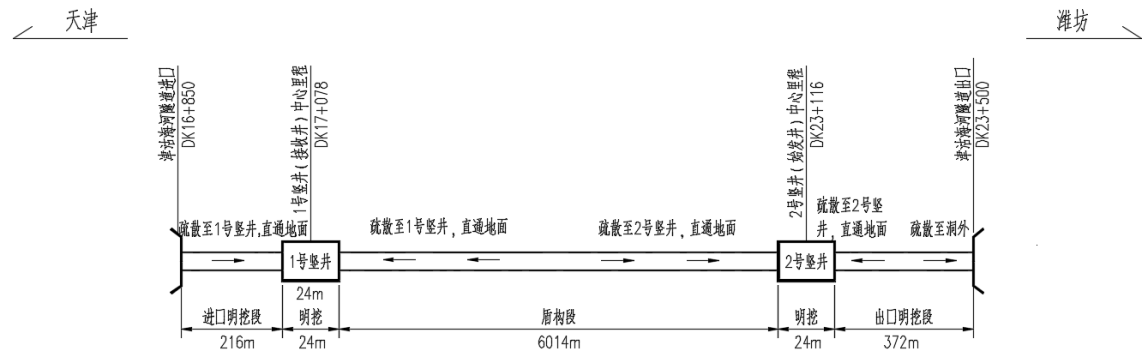 天津
潍坊
津沽海河隧道进口
DK16+850
1号竖井(接收井)中心里程
DK17+078
2号竖井(始发井)中心里程
DK23+116
津沽海河隧道出口
DK23+500
疏散至1号竖井,直通地面
疏散至1号竖井，直通地面
疏散至2号竖井，直通地面
疏散至2号竖
井，直通地面
疏散至洞外
1号竖井
2号竖井
24m
进口明挖段
明挖
盾构段
明挖
出口明挖段
216m
24m
6014m
24m
372m